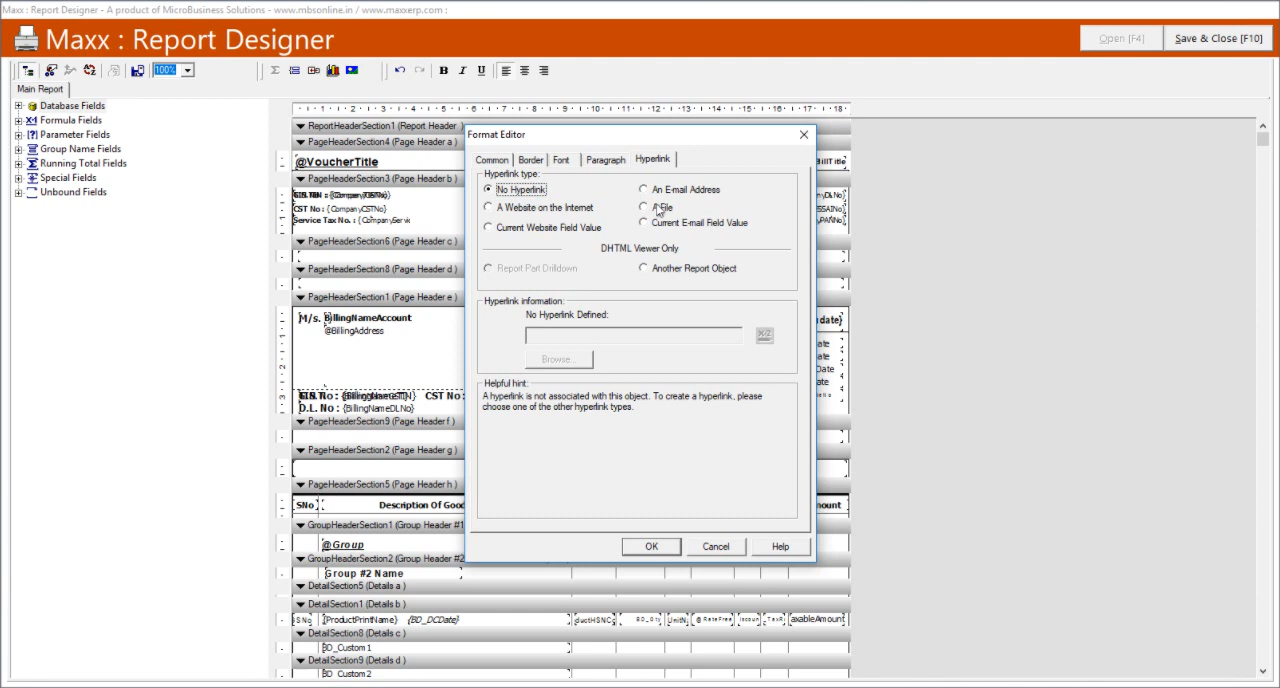 Maxx : Report Designer - A product of MicroBusiness Solutions - www.mbsonline.in / www.maxxerp.com :
Maxx : Report Designer
Open [F4]
Save & Close [F10]
100%
B I U
Main Report
Database Fields
Formula Fields
Parameter Fields
Group Name Fields
Running Total Fields
Special Fields
Unbound Fields
ReportHeaderSection1 (Report Header
PageHeaderSection4 (Page Header a )
@VoucherTitle
PageHeaderSection3 (Page Header b )
CST No :
Service Tax No. :
PageHeaderSection6 (Page Header c )
PageHeaderSection8 (Page Header d )
PageHeaderSection1 (Page Header e )
M/s. BillingNameAccount
@BillingAddress
CST No:
D.L. No : {BillingNameDLNo}
PageHeaderSection9 (Page Header f )
PageHeaderSection2 (Page Header g )
PageHeaderSection5 (Page Header h )
SNo
Description Of Good
mount
GroupHeaderSection1 (Group Header #1
@Group
GroupHeaderSection2 (Group Header #2
Group #2 Name
DetailSection5 (Details a )
DetailSection1 (Details b )
{ProductPrintName} {BD_DCDate}
axableAmount
DetailSection8 (Details c )
BD_Custom1
DetailSection9 (Details d )
BD_Custom2
Format Editor
Common
Border
Font
Paragraph
Hyperlink
Hyperlink type:
No Hyperlink
An E-mail Address
A Website on the Internet
A File
Current Website Field Value
Current E-mail Field Value
DHTML Viewer Only
Report Part Drilldown
Another Report Object
Hyperlink information:
No Hyperlink Defined:
X+2
Browse...
Helpful hint:
A hyperlink is not associated with this object. To create a hyperlink, please
choose one of the other hyperlink types.
OK
Cancel
Help